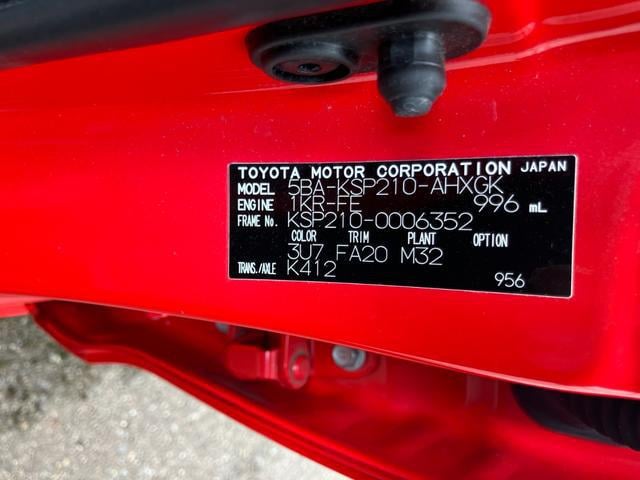 TOYOTA MOTOR CORPORATION JAPAN
MODEL 5BA-KSP210-AHXGK
ENGINE 1KR-FE 996 mL
FRAME No. KSP210-0006352
COLOR TRIM PLANT OPTION
3U7 FA20 M32
TRANS./AXLE K412
956